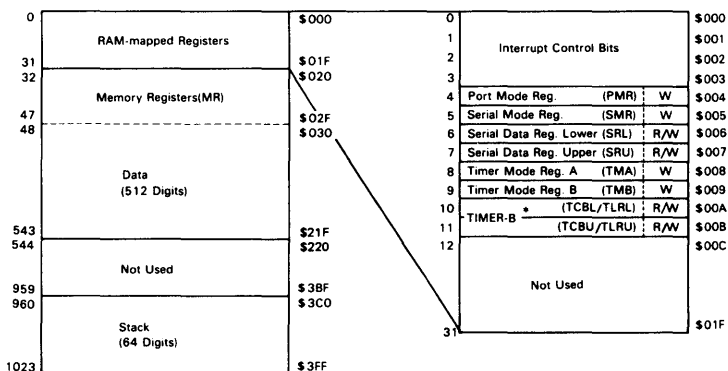 0
RAM-mapped Registers
31
32
Memory Registers(MR)
47
48
Data
(512 Digits)
543
544
Not Used
959
960
Stack
(64 Digits)
1023
$000
$01F
$020
$02F
$030
$21F
$220
$3BF
$3C0
$3FF
0
1
2
3
Interrupt Control Bits
$000
$001
$002
$003
4 Port Mode Reg. (PMR) W $004
5 Serial Mode Reg. (SMR) W $005
6 Serial Data Reg. Lower (SRL) R/W $006
7 Serial Data Reg. Upper (SRU) R/W $007
8 Timer Mode Reg. A (TMA) W $008
9 Timer Mode Reg. B (TMB) W $009
10 * (TCBL/TLRL) R/W $00A
TIMER-B
11 (TCBU/TLRU) R/W $00B
12 $00C
Not Used
31 $01F